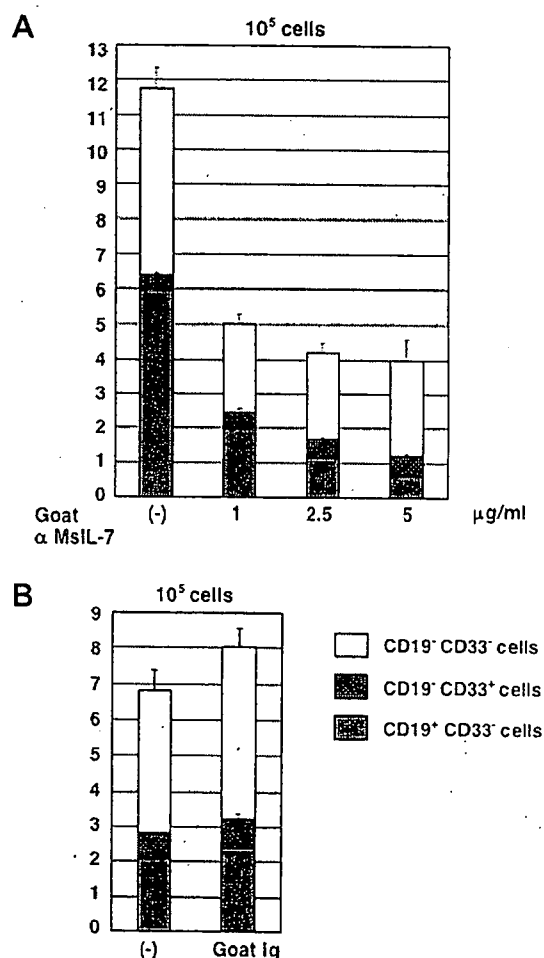 A
10⁵ cells
13
12
11
10
9
8
7
6
5
4
3
2
1
0
Goat (-) 1 2.5 5 μg/ml
α MsIL-7
B
10⁵ cells
9
8
7
6
5
4
3
2
1
0
(-) Goat Ig
CD19⁻ CD33⁻ cells
CD19⁻ CD33⁺ cells
CD19⁺ CD33⁻ cells